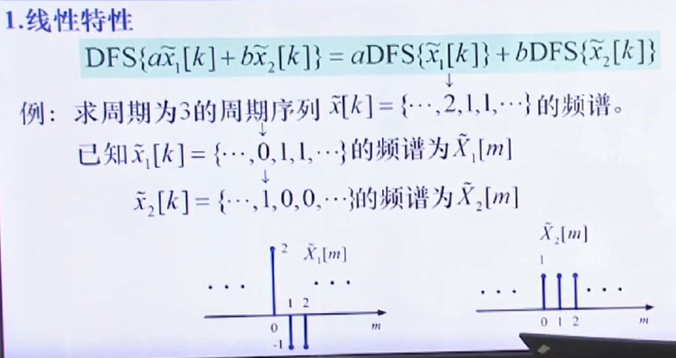 1.线性特性
DFS{ax̃₁[k]+bx̃₂[k]} = aDFS{x̃₁[k]}+bDFS{x̃₂[k]}
↓
例：求周期为3的周期序列 x̃[k]={⋯,2,1,1,⋯}的频谱。
↓
已知x̃₁[k]={⋯,0,1,1,⋯}的频谱为X̃₁[m]
↓
x̃₂[k]={⋯,1,0,0,⋯}的频谱为X̃₂[m]
2 X̃₁[m]
⋯ ⋯
1 2
0 m
-1
X̃₂[m]
1
⋯ ⋯
0 1 2 m